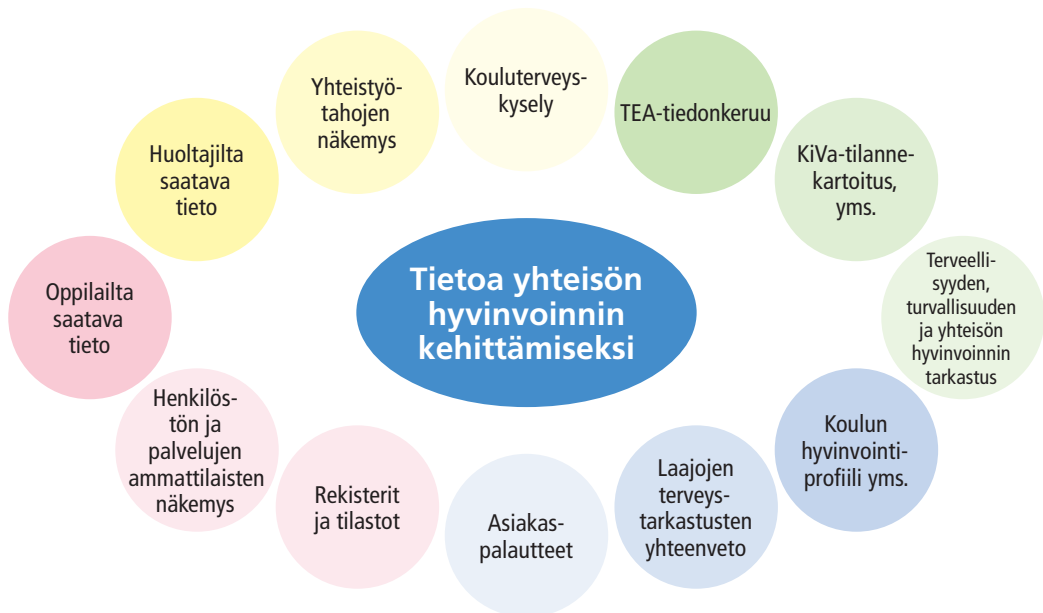 Kouluterveys-
kysely
TEA-tiedonkeruu
KiVa-tilanne-
kartoitus,
yms.
Terveelli-
syyden,
turvallisuuden
ja yhteisön
hyvinvoinnin
tarkastus
Koulun
hyvinvointi-
profiili yms.
Laajojen
terveys-
tarkastusten
yhteenveto
Asiakas-
palautteet
Rekisterit
ja tilastot
Henkilös-
tön ja
palvelujen
ammattilaisten
näkemys
Oppilailta
saatava
tieto
Huoltajilta
saatava
tieto
Yhteistyö-
tahojen
näkemys
Tietoa yhteisön
hyvinvoinnin
kehittämiseksi